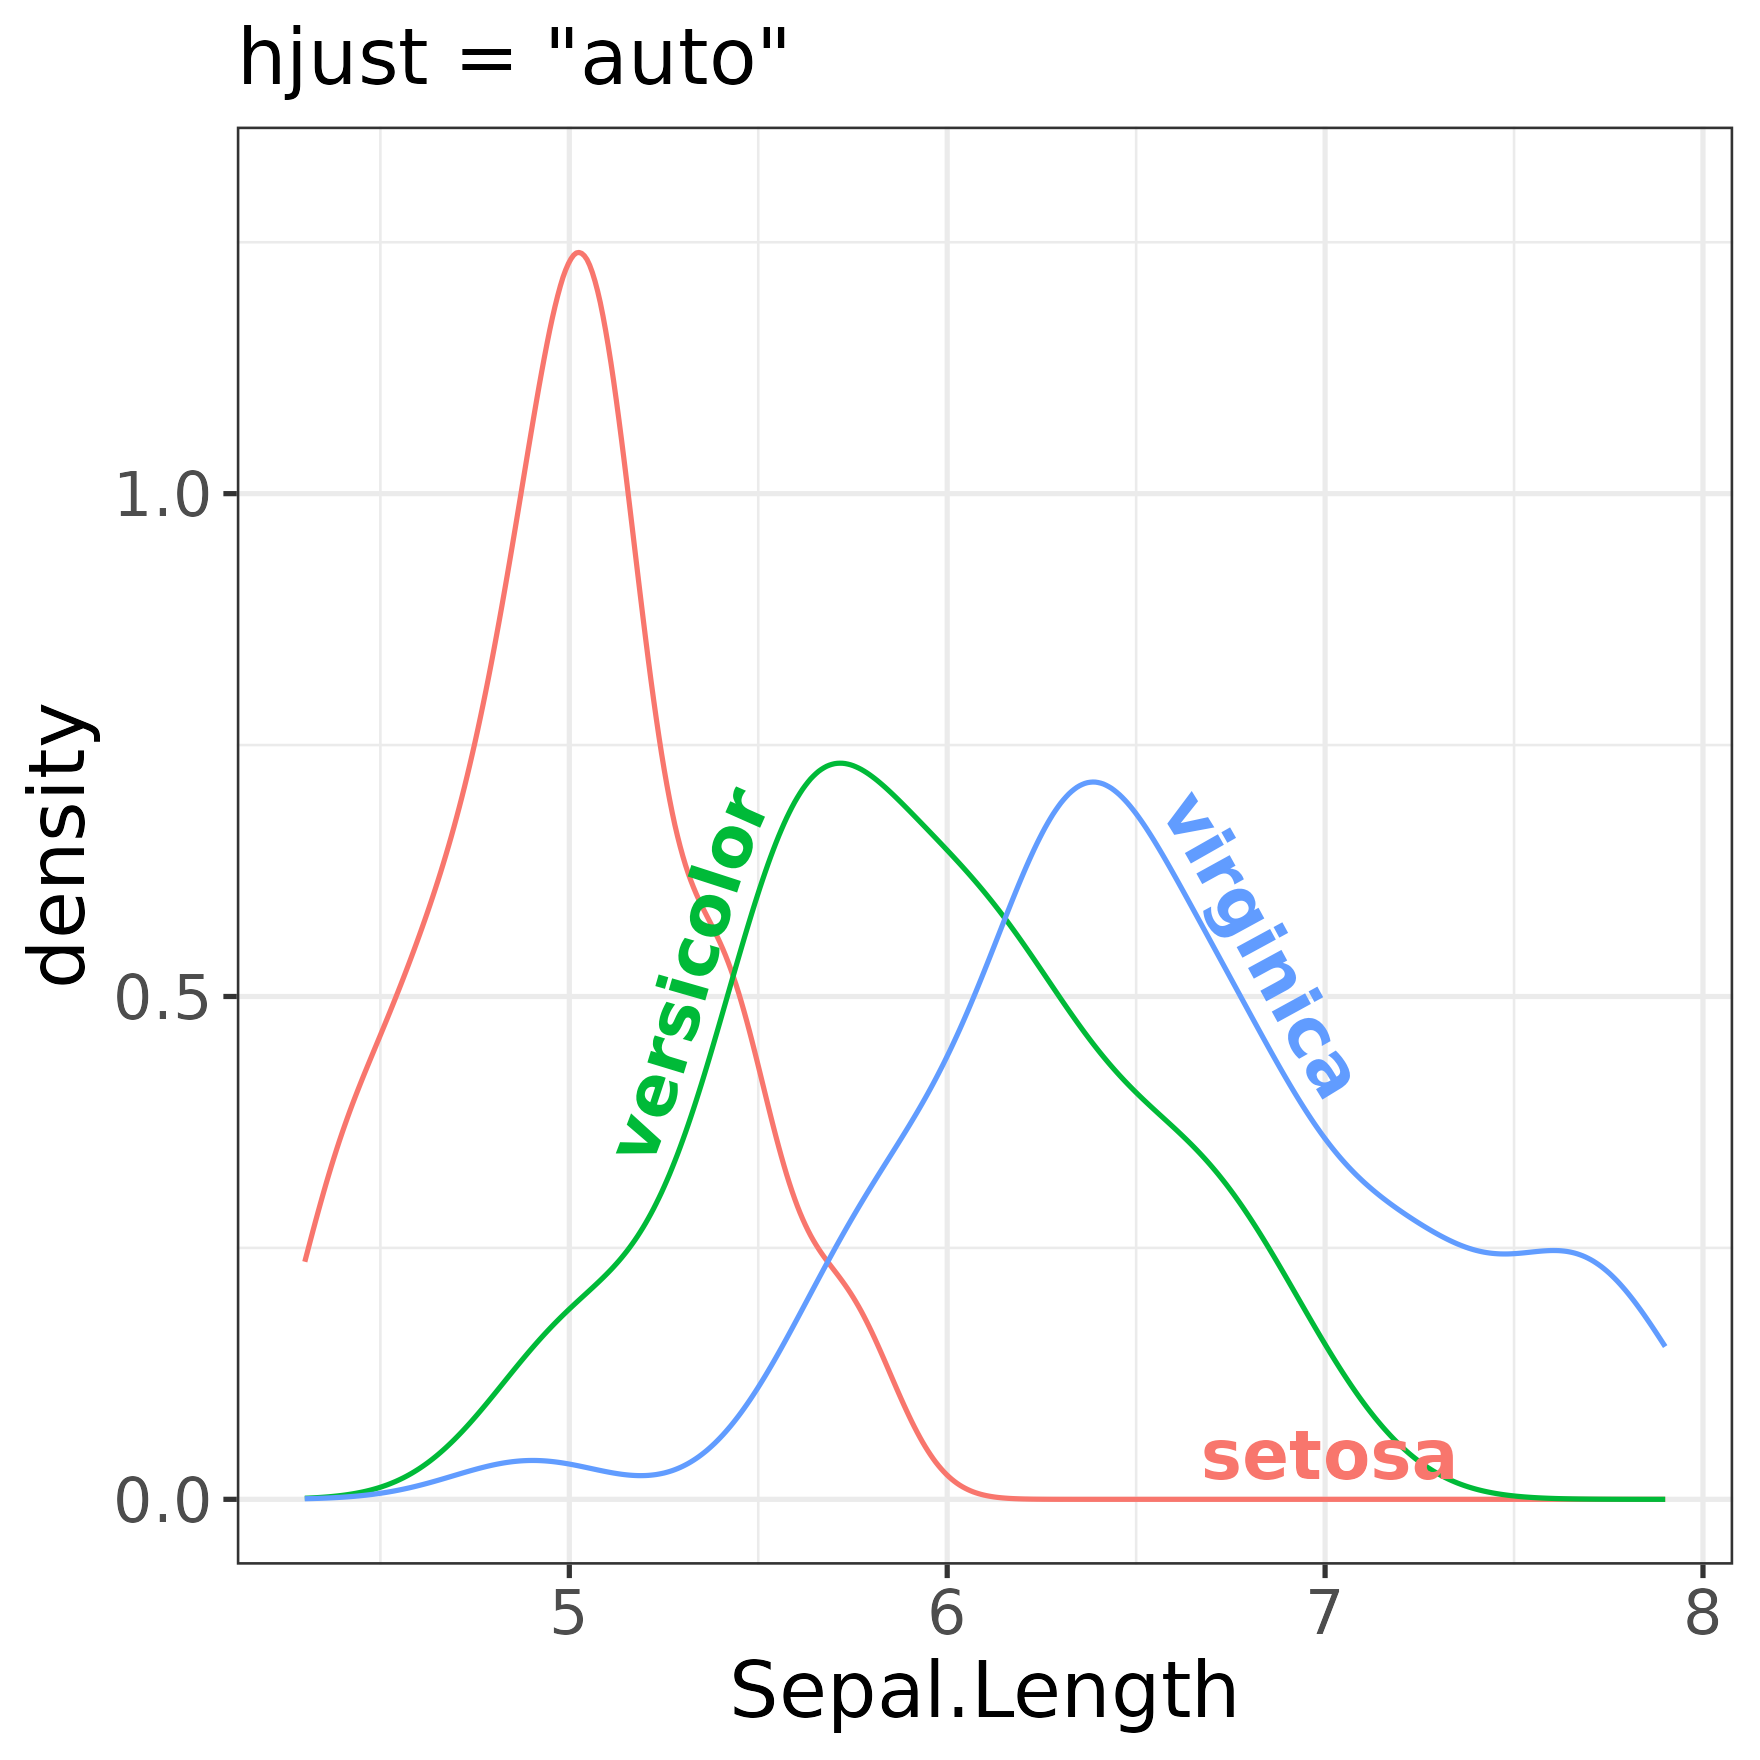 hjust = "auto"
density
1.0
0.5
0.0
versicolor
virginica
setosa
5 6 7 8
Sepal.Length